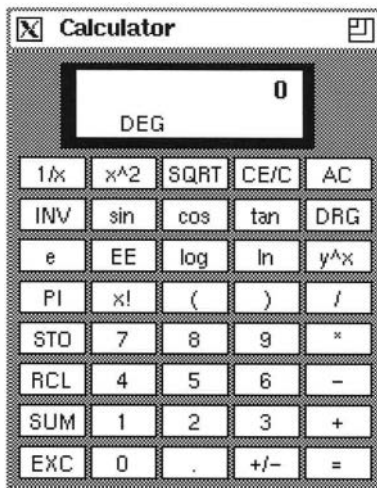 Calculator
0
DEG
1/x x^2 SQRT CE/C AC
INV sin cos tan DRG
e EE log ln y^x
PI x! ( ) /
STO 7 8 9 *
RCL 4 5 6 -
SUM 1 2 3 +
EXC 0 . +/- =